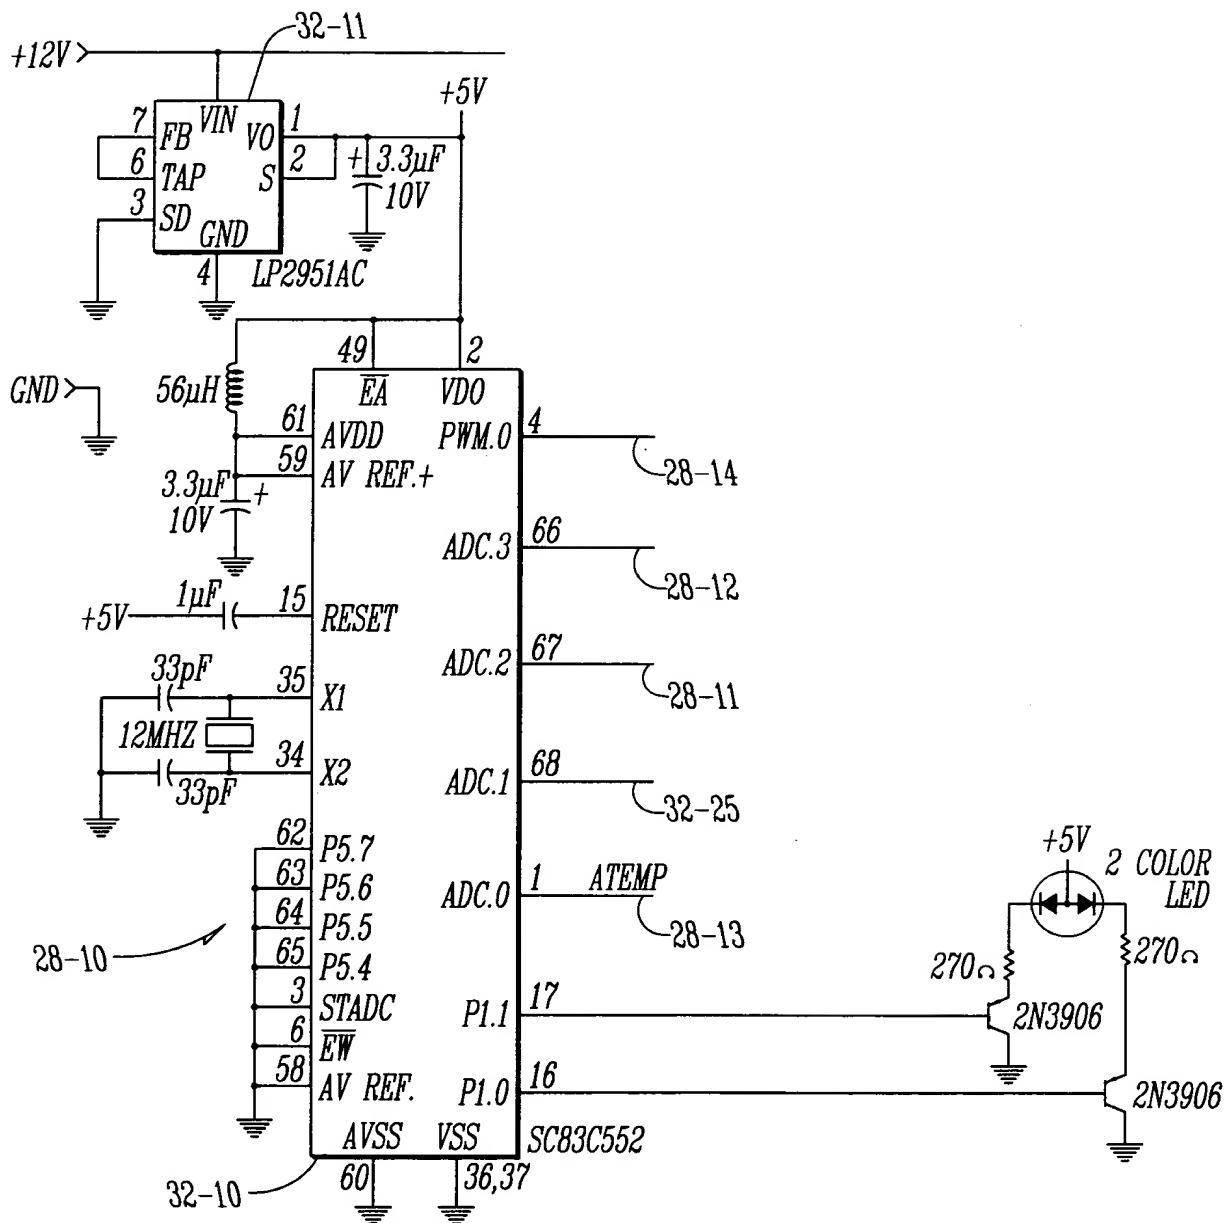 32-11
+12V
+5V
VIN
7 FB
VO 1
6 TAP
S 2
3 SD
GND
4
LP2951AC
+ 3.3µF
10V
49
2
GND
56µH
E̅A̅
VDO
61 AVDD
PWM.0 4
28-14
59 AV REF.+
3.3µF +
10V
ADC.3 66
28-12
1µF
+5V
15 RESET
ADC.2 67
28-11
33pF
35 X1
12MHZ
34 X2
33pF
ADC.1 68
32-25
62 P5.7
63 P5.6
64 P5.5
65 P5.4
3 STADC
6 E̅W̅
58 AV REF.
28-10
ADC.0 1 ATEMP
28-13
+5V
2 COLOR
LED
270Ω
270Ω
P1.1 17
2N3906
P1.0 16
2N3906
AVSS
VSS
SC83C552
60
36,37
32-10